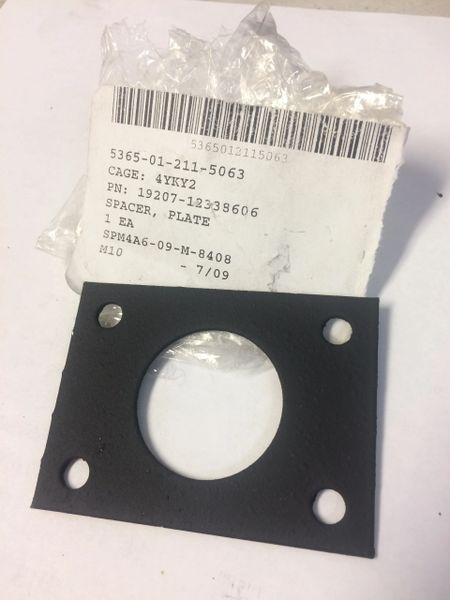 5365012115063
5365-01-211-5063
CAGE: 4YKY2
PN: 19207-12338606
SPACER, PLATE
1 EA
SPM4A6-09-M-8408
M10 - 7/09